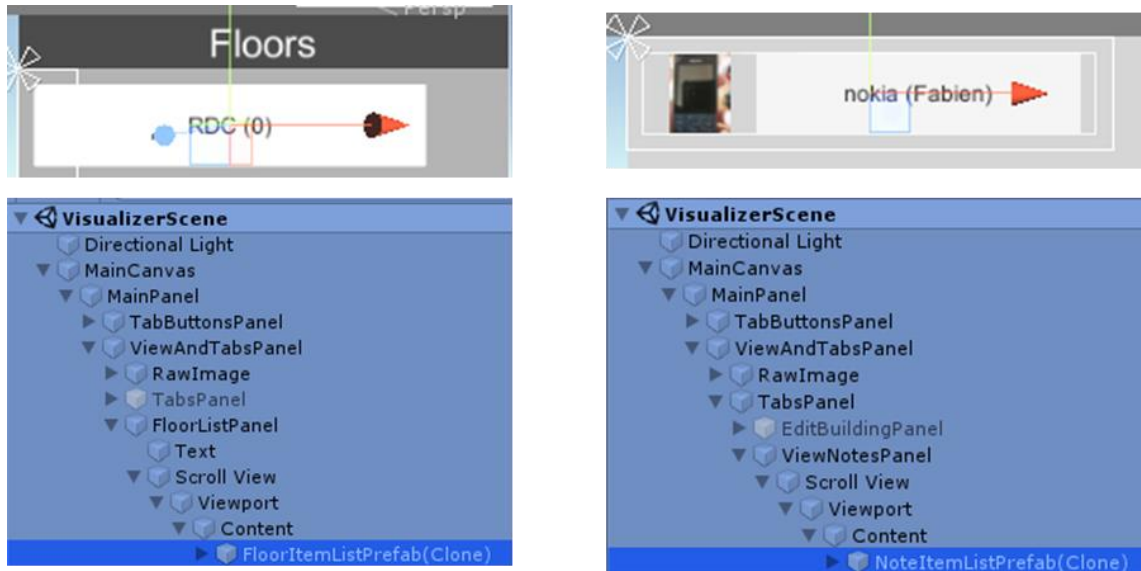 Persp
Floors
RDC (0)
nokia (Fabien)
VisualizerScene
Directional Light
MainCanvas
MainPanel
TabButtonsPanel
ViewAndTabsPanel
RawImage
TabsPanel
FloorListPanel
Text
Scroll View
Viewport
Content
FloorItemListPrefab(Clone)
VisualizerScene
Directional Light
MainCanvas
MainPanel
TabButtonsPanel
ViewAndTabsPanel
RawImage
TabsPanel
EditBuildingPanel
ViewNotesPanel
Scroll View
Viewport
Content
NoteItemListPrefab(Clone)